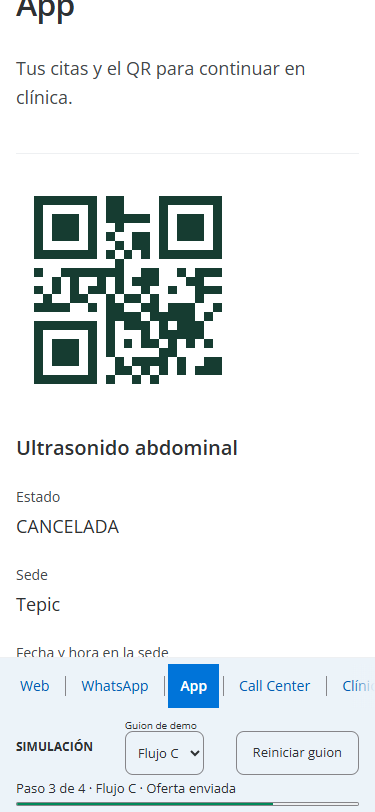 App
Tus citas y el QR para continuar en
clínica.
Ultrasonido abdominal
Estado
CANCELADA
Sede
Tepic
Fecha y hora en la sede
Web
WhatsApp
App
Call Center
Clíni
Guion de demo
SIMULACIÓN
Flujo C
Reiniciar guion
Paso 3 de 4 · Flujo C · Oferta enviada